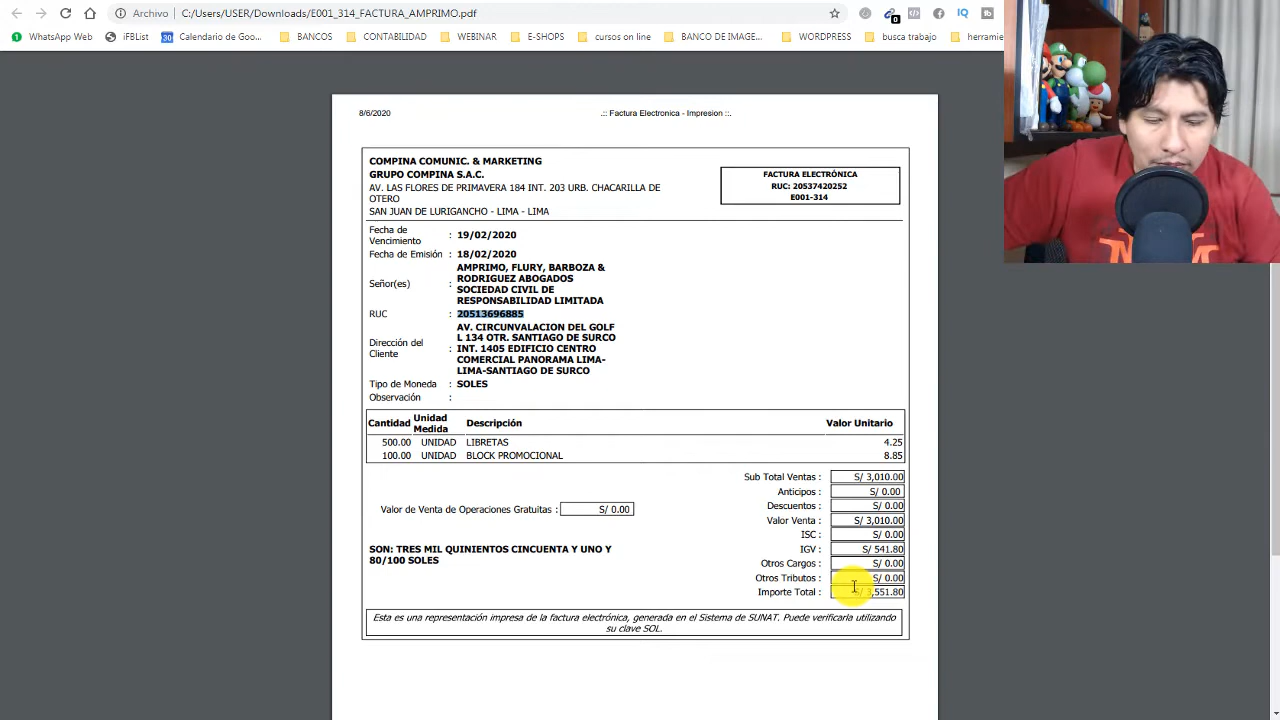 Archivo C:/Users/USER/Downloads/E001_314_FACTURA_AMPRIMO.pdf
WhatsApp Web iFBList Calendario de Goo... BANCOS CONTABILIDAD WEBINAR E-SHOPS cursos on line BANCO DE IMAGE... WORDPRESS busca trabajo herramie
8/6/2020 .:: Factura Electronica - Impresion ::.
COMPINA COMUNIC. & MARKETING
GRUPO COMPINA S.A.C.
AV. LAS FLORES DE PRIMAVERA 184 INT. 203 URB. CHACARILLA DE
OTERO
SAN JUAN DE LURIGANCHO - LIMA - LIMA
FACTURA ELECTRÓNICA
RUC: 20537420252
E001-314
Fecha de
Vencimiento : 19/02/2020
Fecha de Emisión : 18/02/2020
Señor(es) : AMPRIMO, FLURY, BARBOZA &
RODRIGUEZ ABOGADOS
SOCIEDAD CIVIL DE
RESPONSABILIDAD LIMITADA
RUC : 20513696885
Dirección del
Cliente : AV. CIRCUNVALACION DEL GOLF
L 134 OTR. SANTIAGO DE SURCO
INT. 1405 EDIFICIO CENTRO
COMERCIAL PANORAMA LIMA-
LIMA-SANTIAGO DE SURCO
Tipo de Moneda : SOLES
Observación :
Cantidad Unidad Medida Descripción Valor Unitario
500.00 UNIDAD LIBRETAS 4.25
100.00 UNIDAD BLOCK PROMOCIONAL 8.85
Sub Total Ventas : S/ 3,010.00
Anticipos : S/ 0.00
Descuentos : S/ 0.00
Valor de Venta de Operaciones Gratuitas : S/ 0.00
Valor Venta : S/ 3,010.00
ISC : S/ 0.00
IGV : S/ 541.80
Otros Cargos : S/ 0.00
Otros Tributos : S/ 0.00
Importe Total : S/ 3,551.80
SON: TRES MIL QUINIENTOS CINCUENTA Y UNO Y
80/100 SOLES
Esta es una representación impresa de la factura electrónica, generada en el Sistema de SUNAT. Puede verificarla utilizando
su clave SOL.